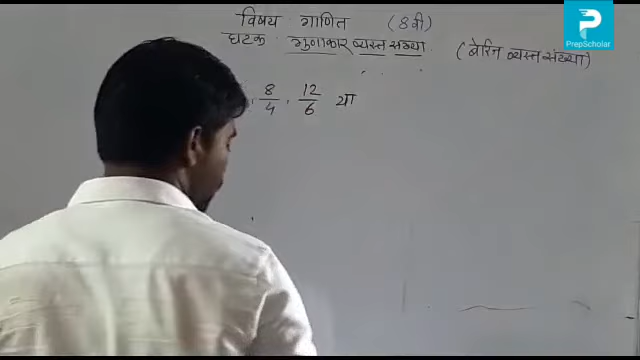 विषय गणित (8वी)
घटक गुणाकार व्यस्त संख्या (बेरिज व्यस्त संख्या)
8/4, 12/6 या
PrepScholar